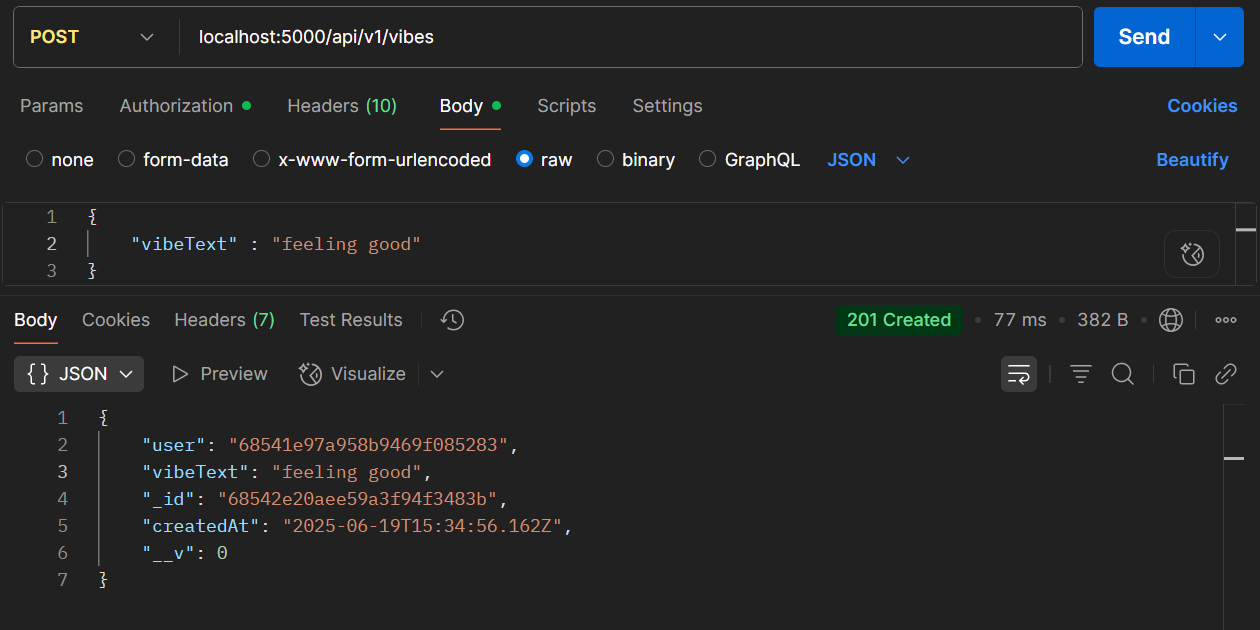 POST localhost:5000/api/v1/vibes Send
Params Authorization Headers (10) Body Scripts Settings Cookies
none form-data x-www-form-urlencoded raw binary GraphQL JSON Beautify
1 {
2 "vibeText" : "feeling good"
3 }
Body Cookies Headers (7) Test Results 201 Created 77 ms 382 B
{} JSON Preview Visualize
1 {
2 "user": "68541e97a958b9469f085283",
3 "vibeText": "feeling good",
4 "_id": "68542e20aee59a3f94f3483b",
5 "createdAt": "2025-06-19T15:34:56.162Z",
6 "__v": 0
7 }